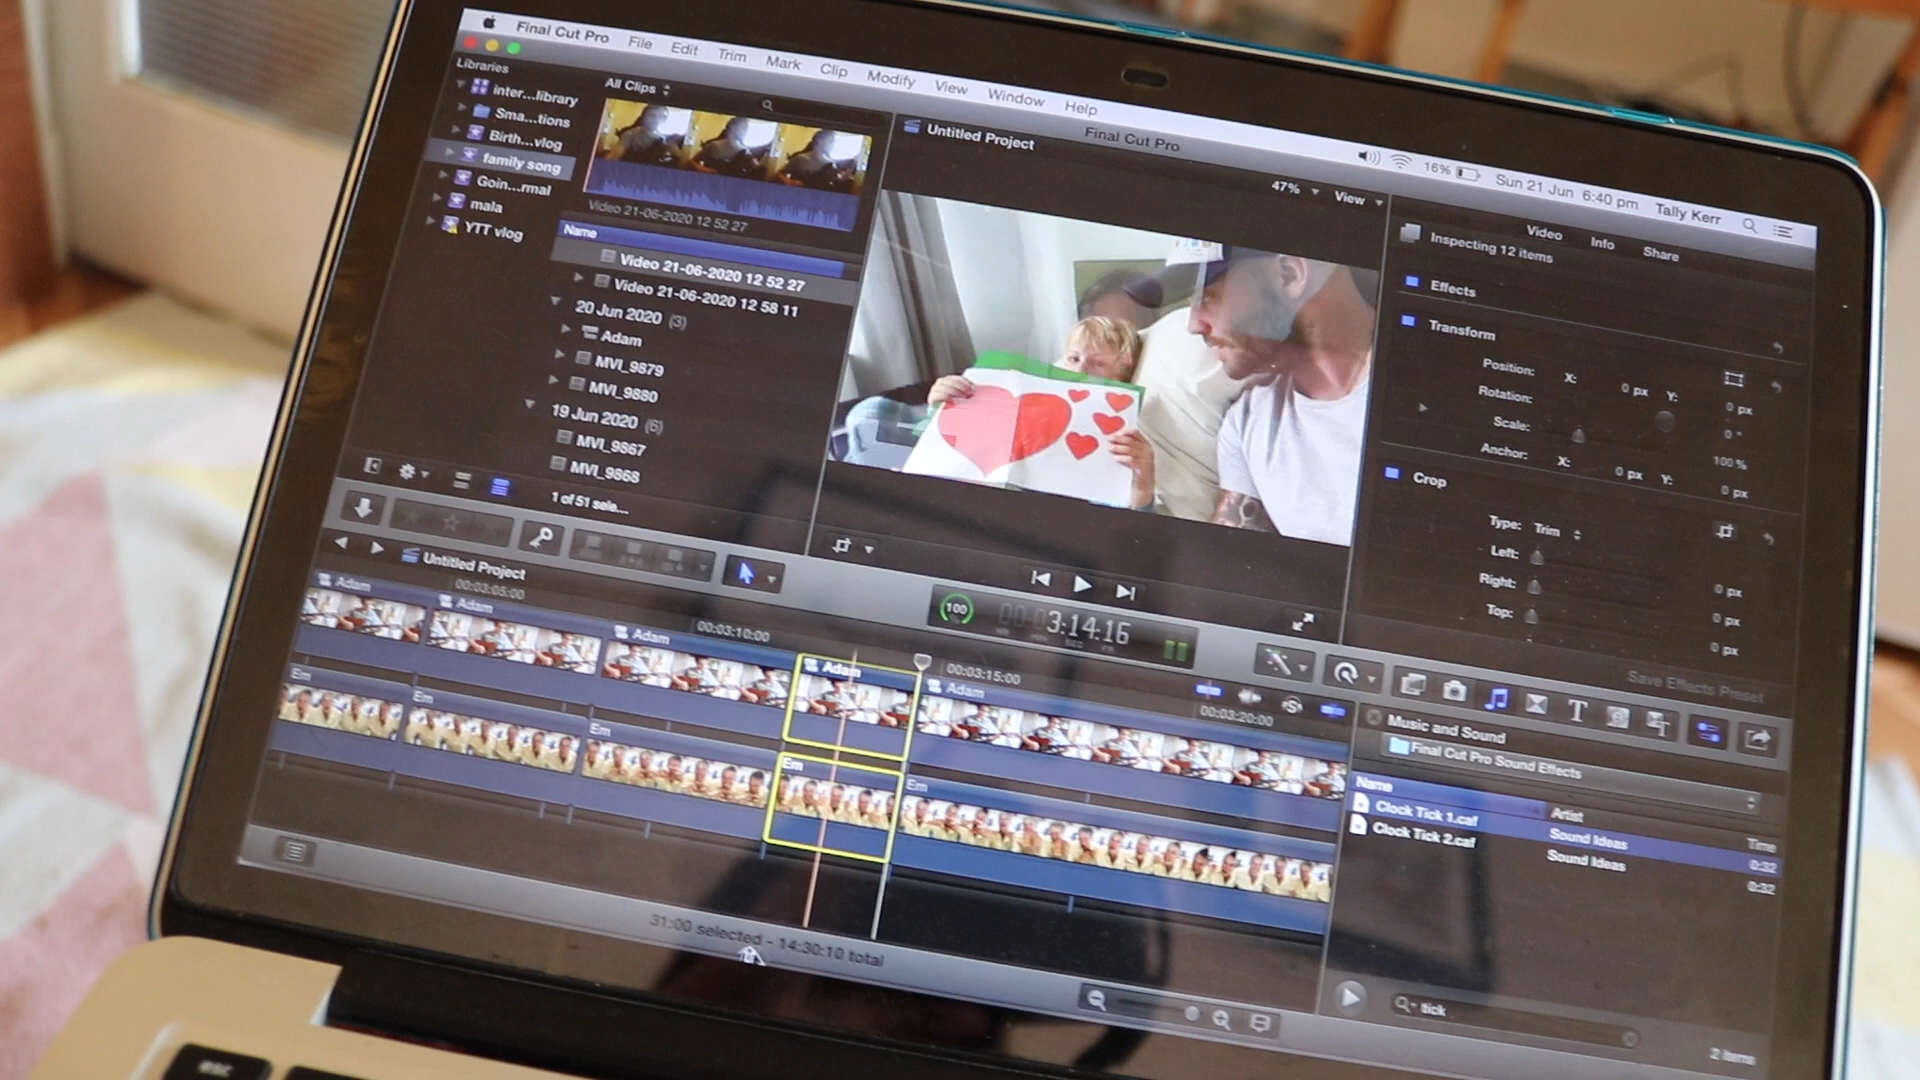 Final Cut Pro File Edit Trim Mark Clip Modify View Window Help
16% Sun 21 Jun 6:40 pm Tally Kerr
Final Cut Pro
Libraries
inter...library
Sma...tions
Birth...vlog
family song
Goin...rmal
mala
YTT vlog
All Clips
Video 21-06-2020 12 52 27
Name
Video 21-06-2020 12 52 27
Video 21-06-2020 12 58 11
20 Jun 2020 (3)
Adam
MVI_9879
MVI_9880
19 Jun 2020 (6)
MVI_9867
MVI_9868
1 of 51 sele...
Untitled Project
47% View
Video Info Share
Inspecting 12 items
Effects
Transform
Position: X: 0 px Y: 0 px
Rotation: 0 °
Scale: 100 %
Anchor: X: 0 px Y: 0 px
Crop
Type: Trim
Left: 0 px
Right: 0 px
Top: 0 px
Save Effects Preset
100 3:14:16
Untitled Project
00:03:05:00 00:03:10:00 00:03:15:00 00:03:20:00
Adam Adam Adam Adam Adam
Em Em Em Em Em
31:00 selected - 14:30:10 total
Music and Sound
Final Cut Pro Sound Effects
Name Artist Time
Clock Tick 1.caf Sound Ideas 0:32
Clock Tick 2.caf Sound Ideas 0:32
tick
2 items
esc